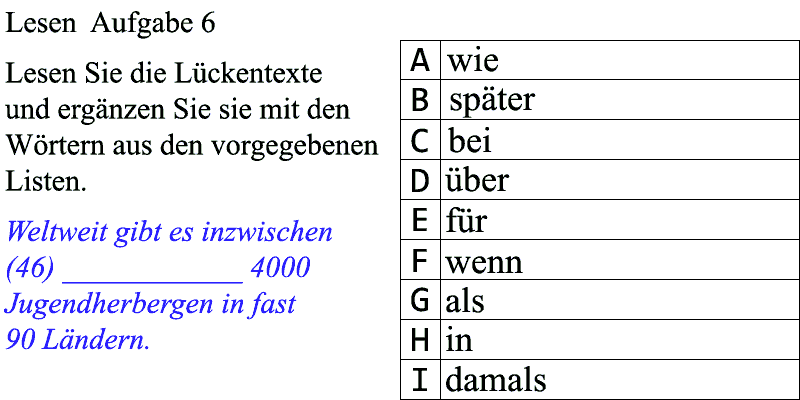 Lesen Aufgabe 6
Lesen Sie die Lückentexte
und ergänzen Sie sie mit den
Wörtern aus den vorgegebenen
Listen.
Weltweit gibt es inzwischen
(46) ____________ 4000
Jugendherbergen in fast
90 Ländern.
A wie
B später
C bei
D über
E für
F wenn
G als
H in
I damals